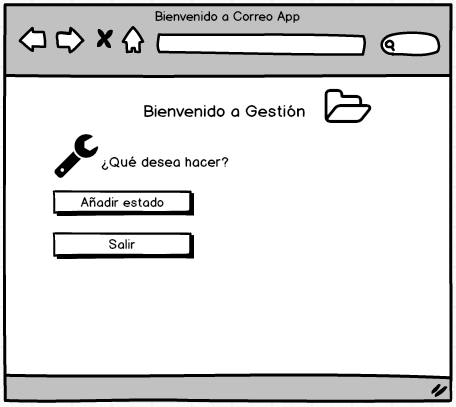 Bienvenido a Correo App
Bienvenido a Gestión
¿Qué desea hacer?
Añadir estado
Salir